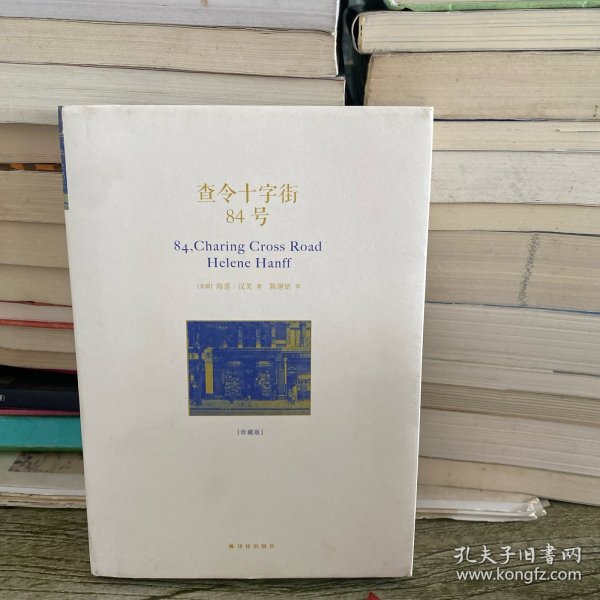 查令十字街
84号
84,Charing Cross Road
Helene Hanff
[美国] 海莲·汉芙 著 陈建铭 译
[珍藏版]
译林出版社
孔夫子旧书网
www.kongfz.com